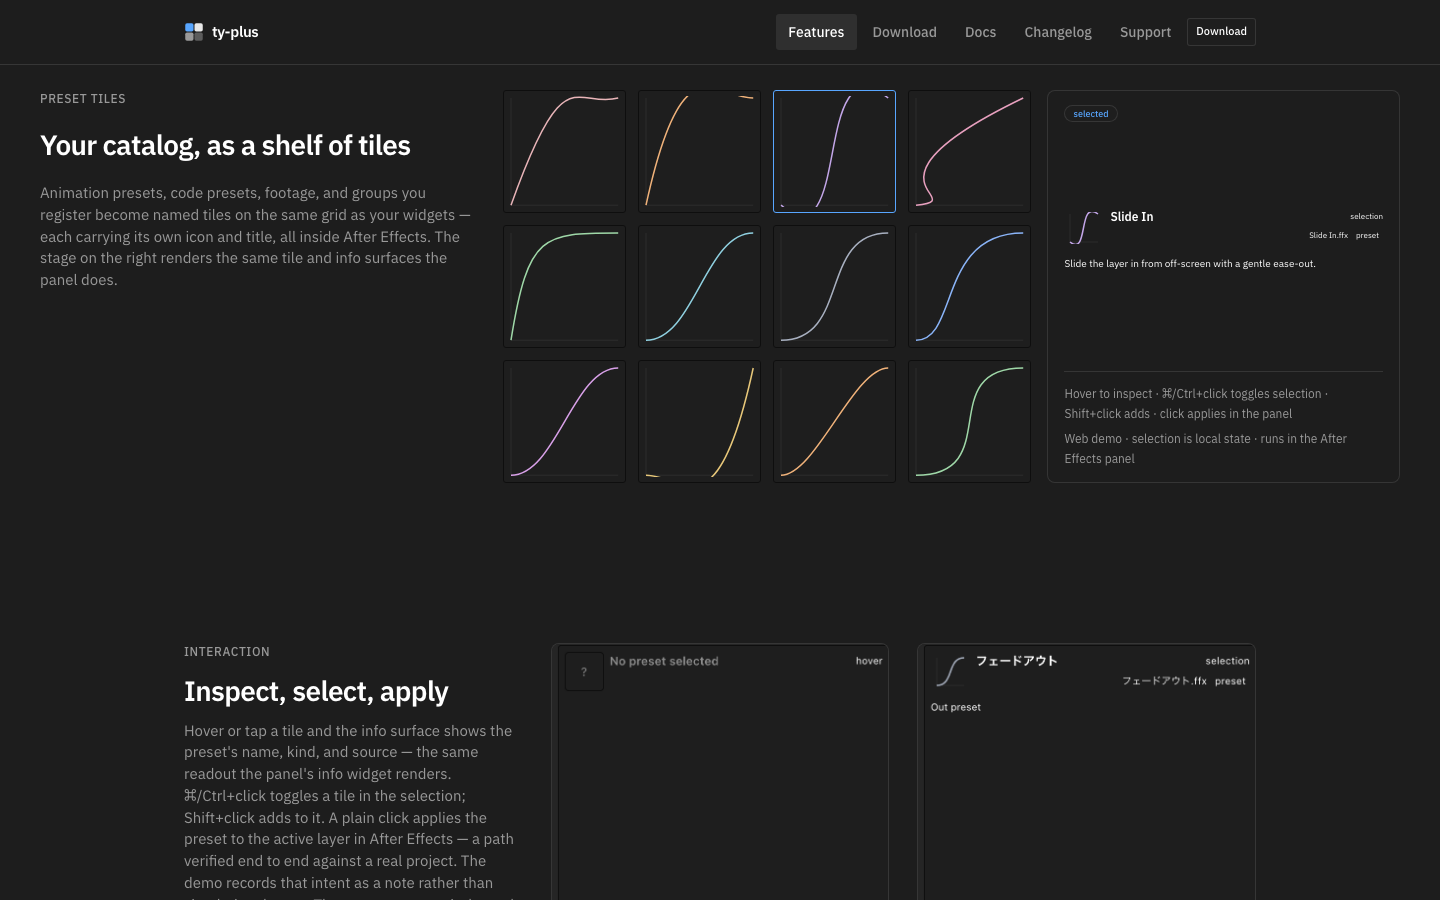 ty-plus
Features
Download
Docs
Changelog
Support
Download
PRESET TILES
Your catalog, as a shelf of tiles
Animation presets, code presets, footage, and groups you
register become named tiles on the same grid as your widgets —
each carrying its own icon and title, all inside After Effects. The
stage on the right renders the same tile and info surfaces the
panel does.
selected
Slide In
selection
Slide In.ffx preset
Slide the layer in from off-screen with a gentle ease-out.
Hover to inspect · ⌘/Ctrl+click toggles selection ·
Shift+click adds · click applies in the panel
Web demo · selection is local state · runs in the After
Effects panel
INTERACTION
Inspect, select, apply
Hover or tap a tile and the info surface shows the
preset's name, kind, and source — the same
readout the panel's info widget renders.
⌘/Ctrl+click toggles a tile in the selection;
Shift+click adds to it. A plain click applies the
preset to the active layer in After Effects — a path
verified end to end against a real project. The
demo records that intent as a note rather than
?
No preset selected
hover
フェードアウト
selection
フェードアウト.ffx preset
Out preset